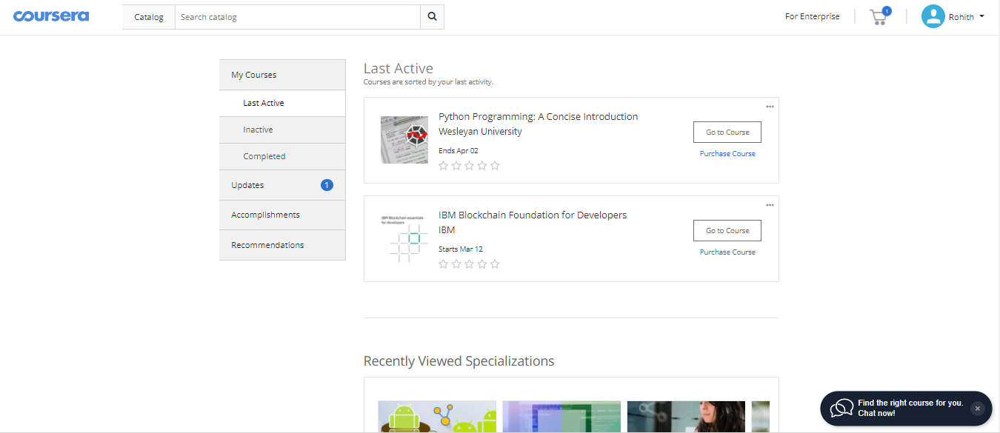 coursera
Catalog
Search catalog
For Enterprise
1
Rohith
My Courses
Last Active
Inactive
Completed
Updates
1
Accomplishments
Recommendations
Last Active
Courses are sorted by your last activity.
Python Programming: A Concise Introduction
Wesleyan University
Ends Apr 02
Go to Course
Purchase Course
IBM Blockchain essentials
for developers
IBM Blockchain Foundation for Developers
IBM
Starts Mar 12
Go to Course
Purchase Course
Recently Viewed Specializations
Find the right course for you.
Chat now!